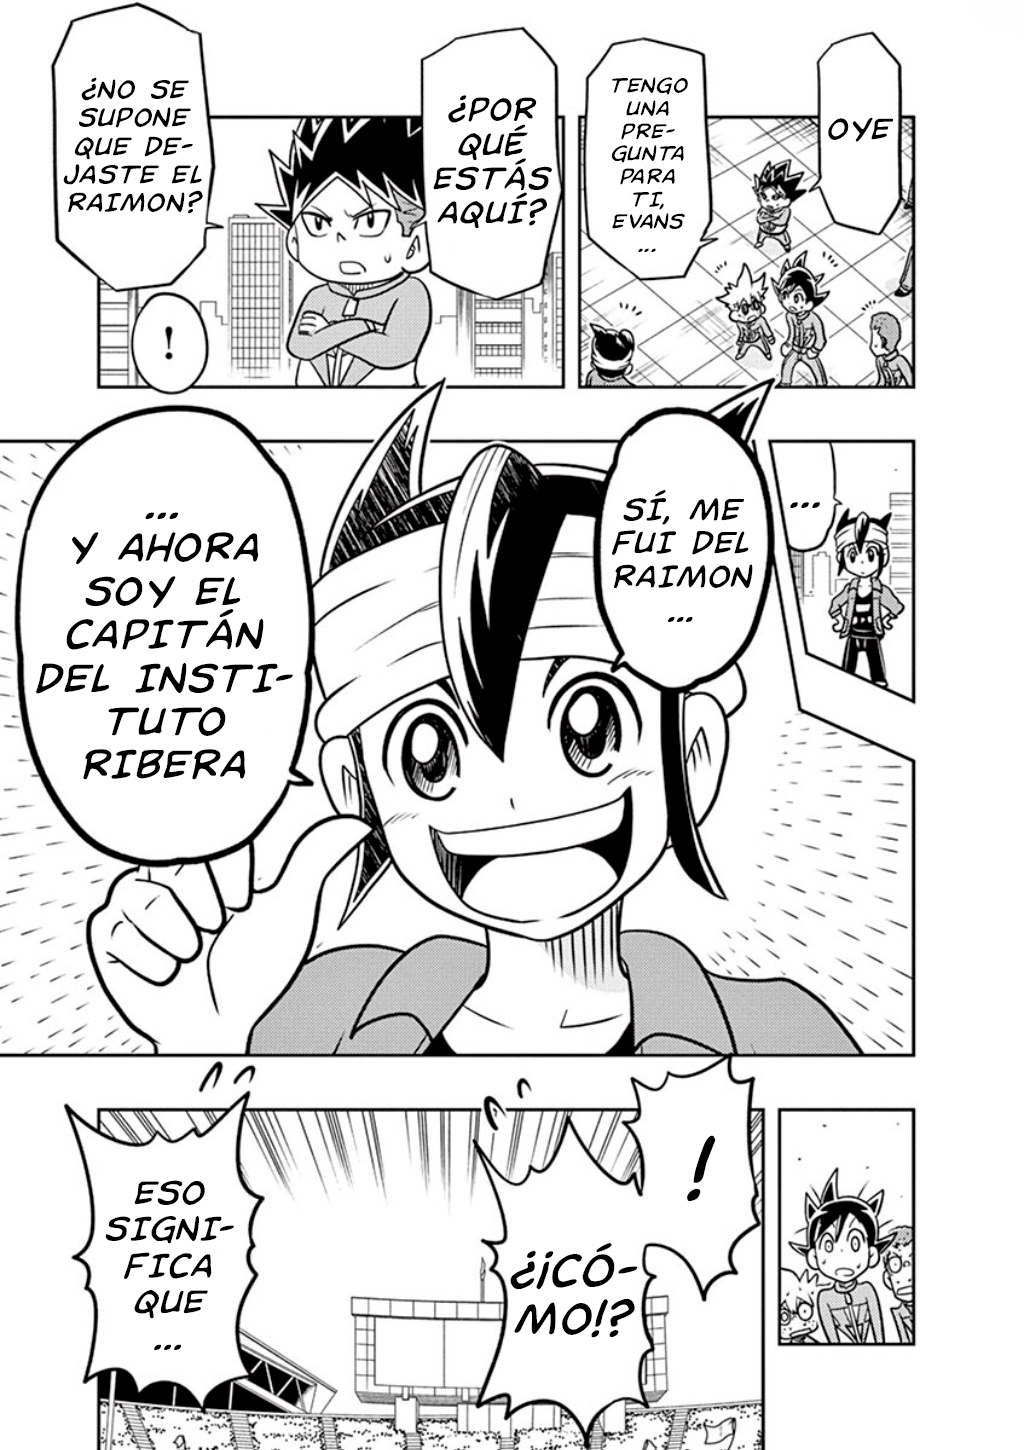 OYE
TENGO
UNA
PRE-
GUNTA
PARA
TI,
EVANS
...
¿POR
QUÉ
ESTÁS
AQUÍ?
¿NO SE
SUPONE
QUE DE-
JASTE EL
RAIMON?
!
...
SÍ, ME
FUI DEL
RAIMON
...
...
Y AHORA
SOY EL
CAPITÁN
DEL INSTI-
TUTO
RIBERA
!
¿¡CÓ-
MO!?
ESO
SIGNI-
FICA
QUE
...